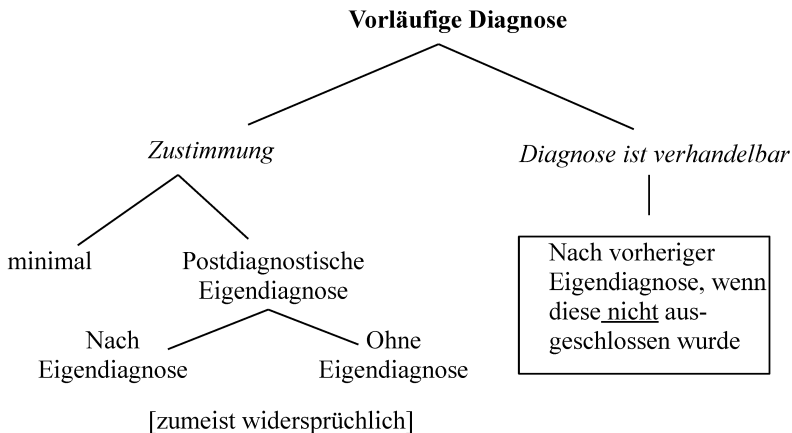 Vorläufige Diagnose
Zustimmung
Diagnose ist verhandelbar
minimal
Postdiagnostische
Eigendiagnose
Nach
Eigendiagnose
Ohne
Eigendiagnose
[zumeist widersprüchlich]
Nach vorheriger
Eigendiagnose, wenn
diese nicht aus-
geschlossen wurde